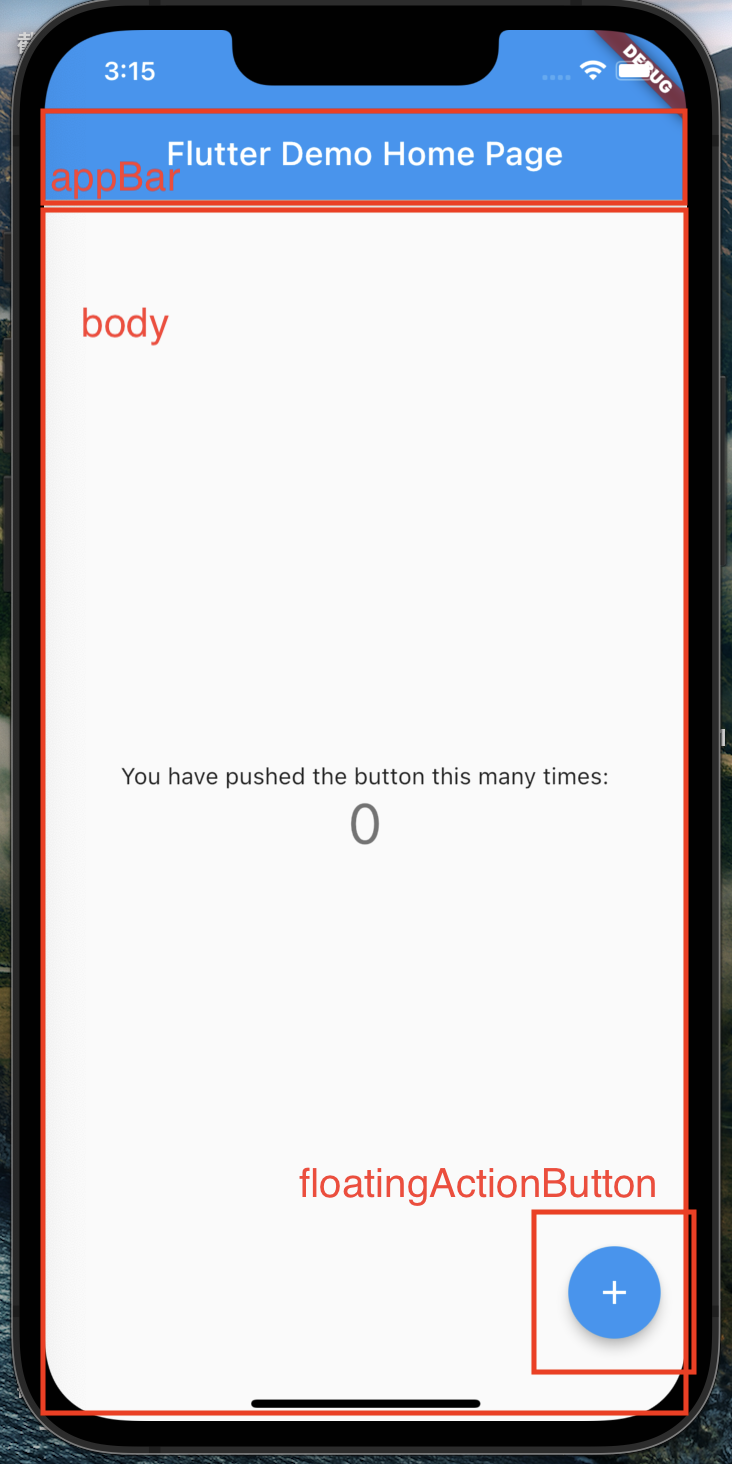 3:15
DEBUG
Flutter Demo Home Page
appBar
body
You have pushed the button this many times:
0
floatingActionButton
+